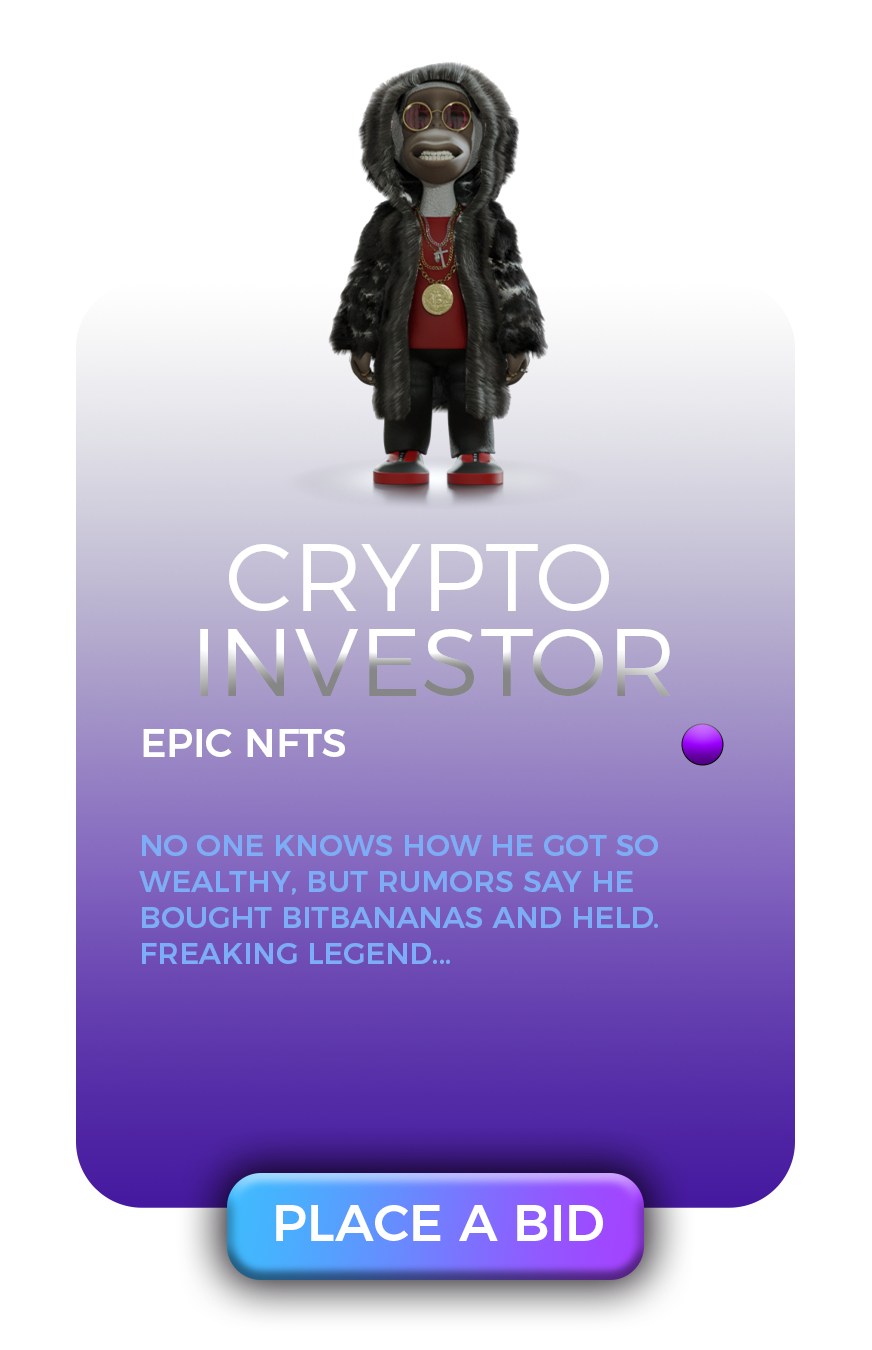 CRYPTO
INVESTOR
EPIC NFTS
NO ONE KNOWS HOW HE GOT SO
WEALTHY, BUT RUMORS SAY HE
BOUGHT BITBANANAS AND HELD.
FREAKING LEGEND...
PLACE A BID